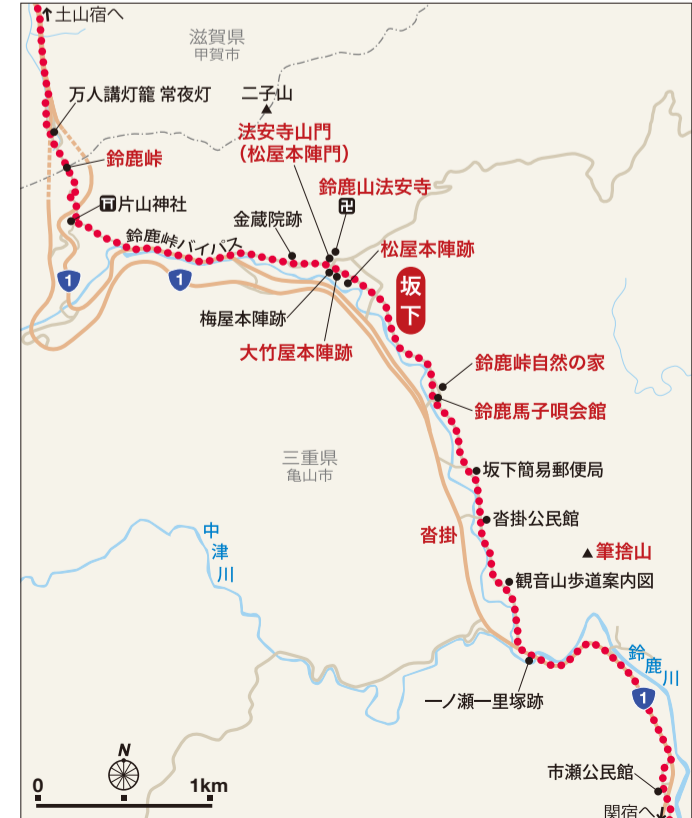 ↑土山宿へ
滋賀県
甲賀市
万人講灯籠 常夜灯
二子山
法安寺山門
（松屋本陣門）
鈴鹿峠
鈴鹿山法安寺
片山神社
金蔵院跡
鈴鹿峠バイパス
松屋本陣跡
1
1
坂下
梅屋本陣跡
大竹屋本陣跡
鈴鹿峠自然の家
鈴鹿馬子唄会館
三重県
亀山市
坂下簡易郵便局
沓掛公民館
沓掛
中津川
筆捨山
観音山歩道案内図
鈴鹿川
1
一ノ瀬一里塚跡
N
0 1km
市瀬公民館
関宿へ↓